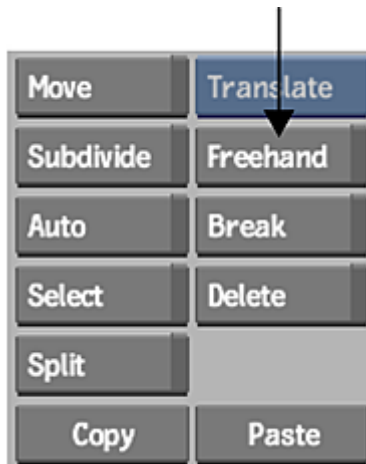 Move Translate
Subdivide Freehand
Auto Break
Select Delete
Split
Copy Paste